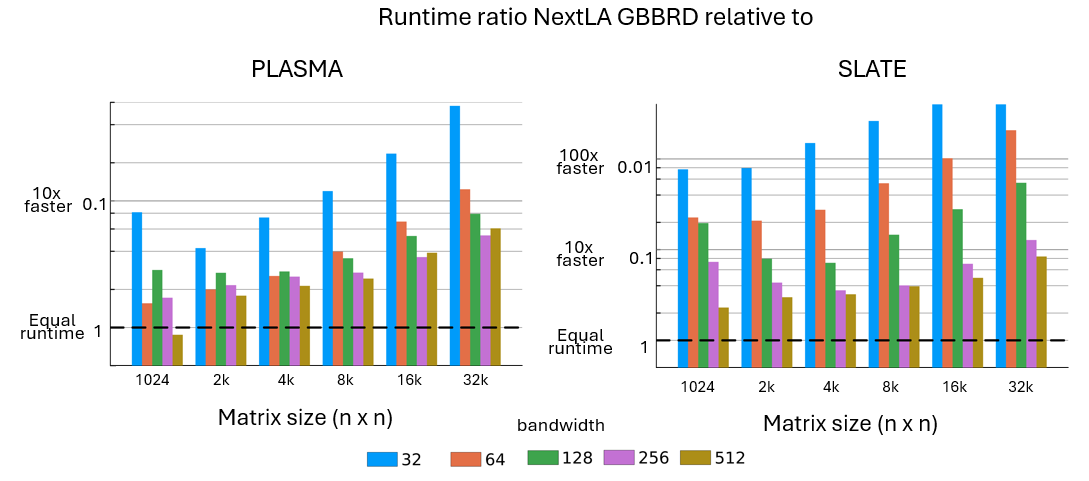 Runtime ratio NextLA GBBRD relative to
PLASMA
10x
faster
0.1
Equal
runtime
1
1024 2k 4k 8k 16k 32k
Matrix size (n x n)
SLATE
100x
faster
0.01
10x
faster
0.1
Equal
runtime
1
1024 2k 4k 8k 16k 32k
Matrix size (n x n)
bandwidth
32 64 128 256 512